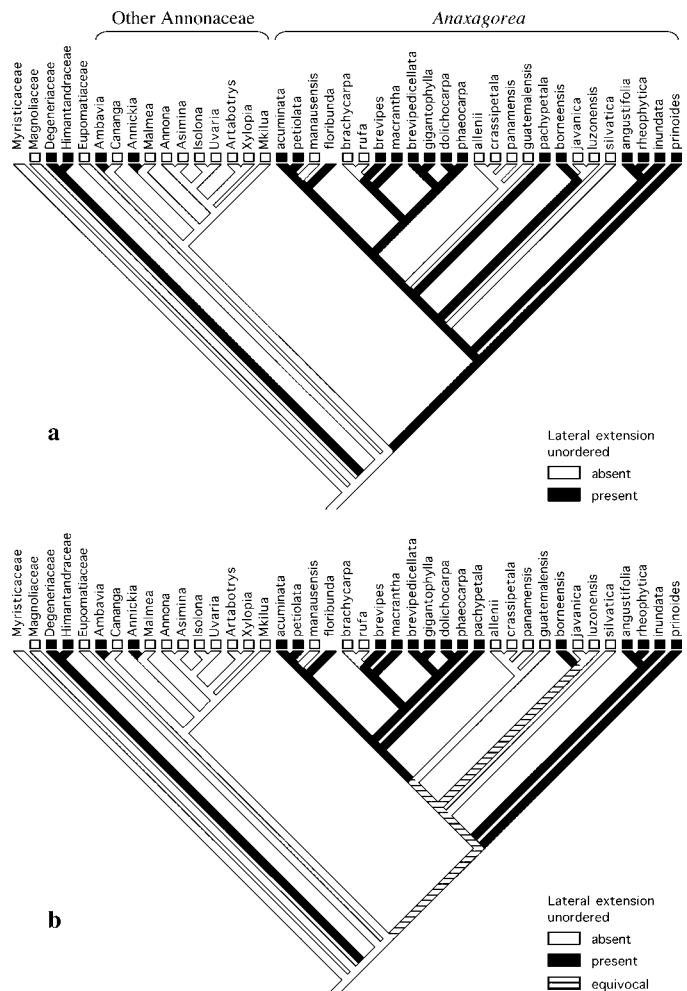 Other Annonaceae
Anaxagorea
Myristicaceae
Magnoliaceae
Degeneriaceae
Himantandraceae
Eupomatiaceae
Ambavia
Cananga
Annickia
Malmea
Annona
Asimina
Isolona
Uvaria
Artabotrys
Xylopia
Mkilua
acuminata
petiolata
manausensis
floribunda
brachycarpa
rufa
brevipes
macrantha
brevipedicellata
gigantophylla
dolichocarpa
phaeocarpa
allenii
crassipetala
panamensis
guatemalensis
pachypetala
borneensis
javanica
luzonensis
silvatica
angustifolia
rheophytica
inundata
prinoides
a
Lateral extension
unordered
absent
present
Myristicaceae
Magnoliaceae
Degeneriaceae
Himantandraceae
Eupomatiaceae
Ambavia
Cananga
Annickia
Malmea
Annona
Asimina
Isolona
Uvaria
Artabotrys
Xylopia
Mkilua
acuminata
petiolata
manausensis
floribunda
brachycarpa
rufa
brevipes
macrantha
brevipedicellata
gigantophylla
dolichocarpa
phaeocarpa
pachypetala
allenii
crassipetala
panamensis
guatemalensis
borneensis
javanica
luzonensis
silvatica
angustifolia
rheophytica
inundata
prinoides
b
Lateral extension
unordered
absent
present
equivocal